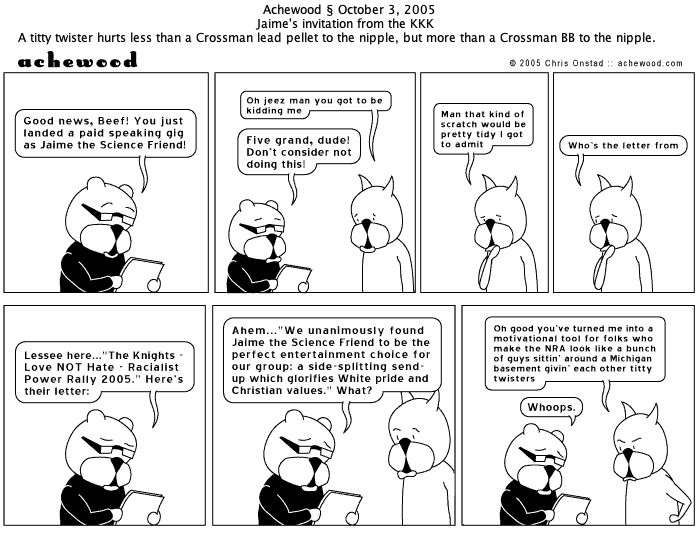 Achewood § October 3, 2005
Jaime's invitation from the KKK
A titty twister hurts less than a Crossman lead pellet to the nipple, but more than a Crossman BB to the nipple.
achewood
© 2005 Chris Onstad :: achewood.com
Good news, Beef! You just
landed a paid speaking gig
as Jaime the Science Friend!
Oh jeez man you got to be
kidding me
Five grand, dude!
Don't consider not
doing this!
Man that kind of
scratch would be
pretty tidy I got
to admit
Who's the letter from
Lessee here..."The Knights -
Love NOT Hate - Racialist
Power Rally 2005." Here's
their letter:
Ahem..."We unanimously found
Jaime the Science Friend to be the
perfect entertainment choice for
our group: a side-splitting send-
up which glorifies White pride and
Christian values." What?
Oh good you've turned me into a
motivational tool for folks who
make the NRA look like a bunch
of guys sittin' around a Michigan
basement givin' each other titty
twisters
Whoops.